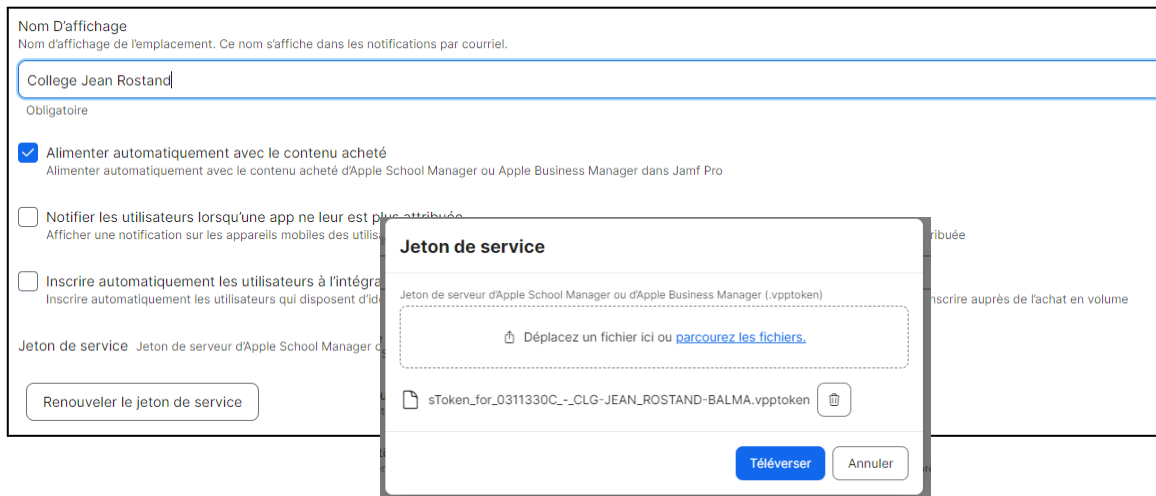 Nom D’affichage
Nom d’affichage de l’emplacement. Ce nom s’affiche dans les notifications par courriel.
College Jean Rostand
Obligatoire
Alimenter automatiquement avec le contenu acheté
Alimenter automatiquement avec le contenu acheté d’Apple School Manager ou Apple Business Manager dans Jamf Pro
Notifier les utilisateurs lorsqu’une app ne leur est plus attribuée
Afficher une notification sur les appareils mobiles des ribuée
Inscrire automatiquement les utilisateurs à
Inscrire automatiquement les utilisateurs qui disposent nscrire auprès de l’achat en volume
Jeton de service Jeton de serveur d’Apple School Manager
Renouveler le jeton de service
Jeton de service
Jeton de serveur d’Apple School Manager ou d’Apple Business Manager (.vpptoken)
Déplacez un fichier ici ou parcourez les fichiers.
sToken_for_0311330C_-_CLG-JEAN_ROSTAND-BALMA.vpptoken
Téléverser Annuler